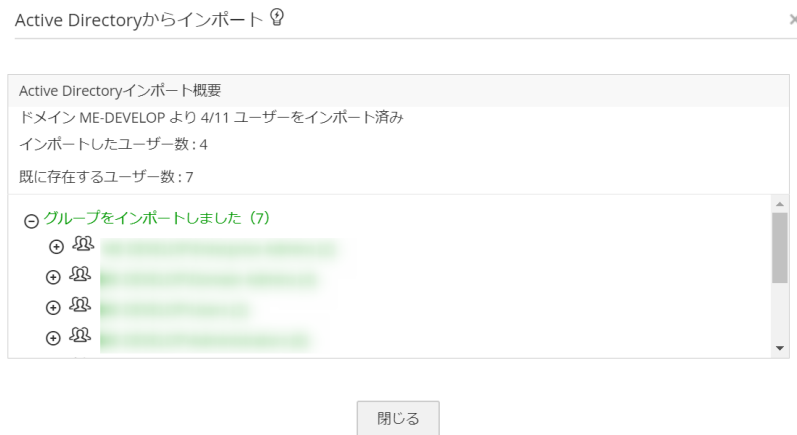 Active Directoryからインポート
Active Directoryインポート概要
ドメイン ME-DEVELOP より 4/11 ユーザーをインポート済み
インポートしたユーザー数 : 4
既に存在するユーザー数 : 7
グループをインポートしました（7）
閉じる